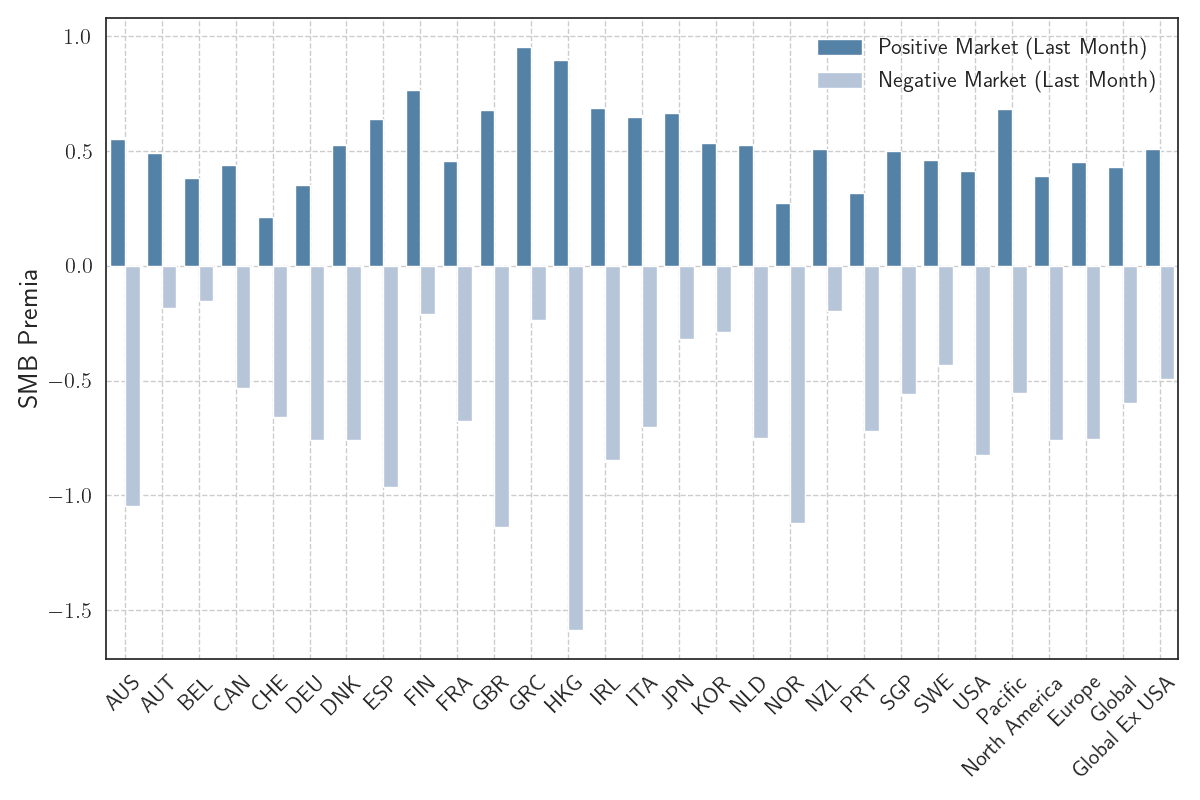 1.0
0.5
0.0
−0.5
−1.0
−1.5
SMB Premia
Positive Market (Last Month)
Negative Market (Last Month)
AUS
AUT
BEL
CAN
CHE
DEU
DNK
ESP
FIN
FRA
GBR
GRC
HKG
IRL
ITA
JPN
KOR
NLD
NOR
NZL
PRT
SGP
SWE
USA
Pacific
North America
Europe
Global
Global Ex USA